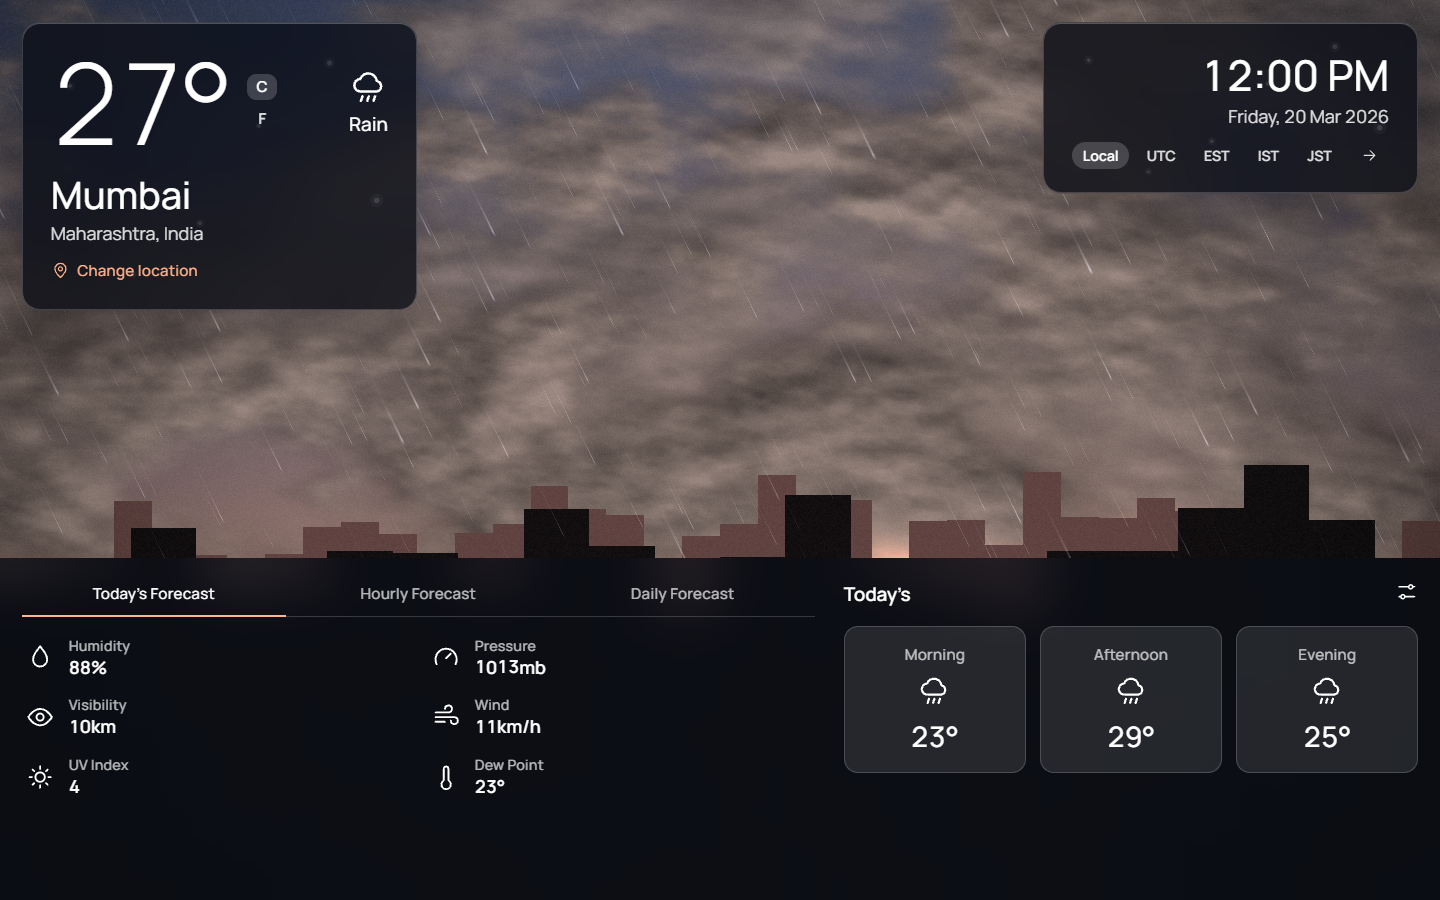 27°
C
F
Rain
Mumbai
Maharashtra, India
Change location
12:00 PM
Friday, 20 Mar 2026
Local UTC EST IST JST →
Today's Forecast Hourly Forecast Daily Forecast
Humidity
88%
Pressure
1013mb
Visibility
10km
Wind
11km/h
UV Index
4
Dew Point
23°
Today's
Morning
23°
Afternoon
29°
Evening
25°